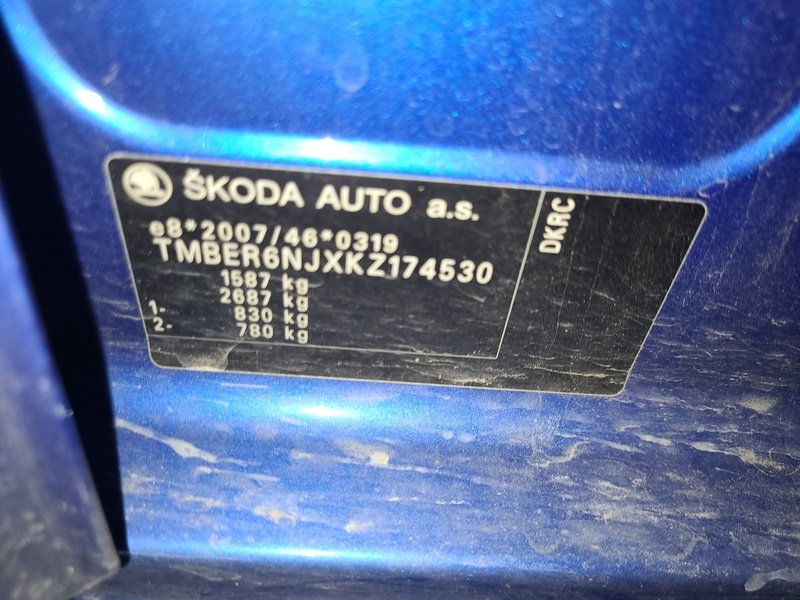 ŠKODA AUTO a.s.
DKRC
e8*2007/46*0319
TMBER6NJXKZ174530
1587 kg
2687 kg
1- 830 kg
2- 780 kg